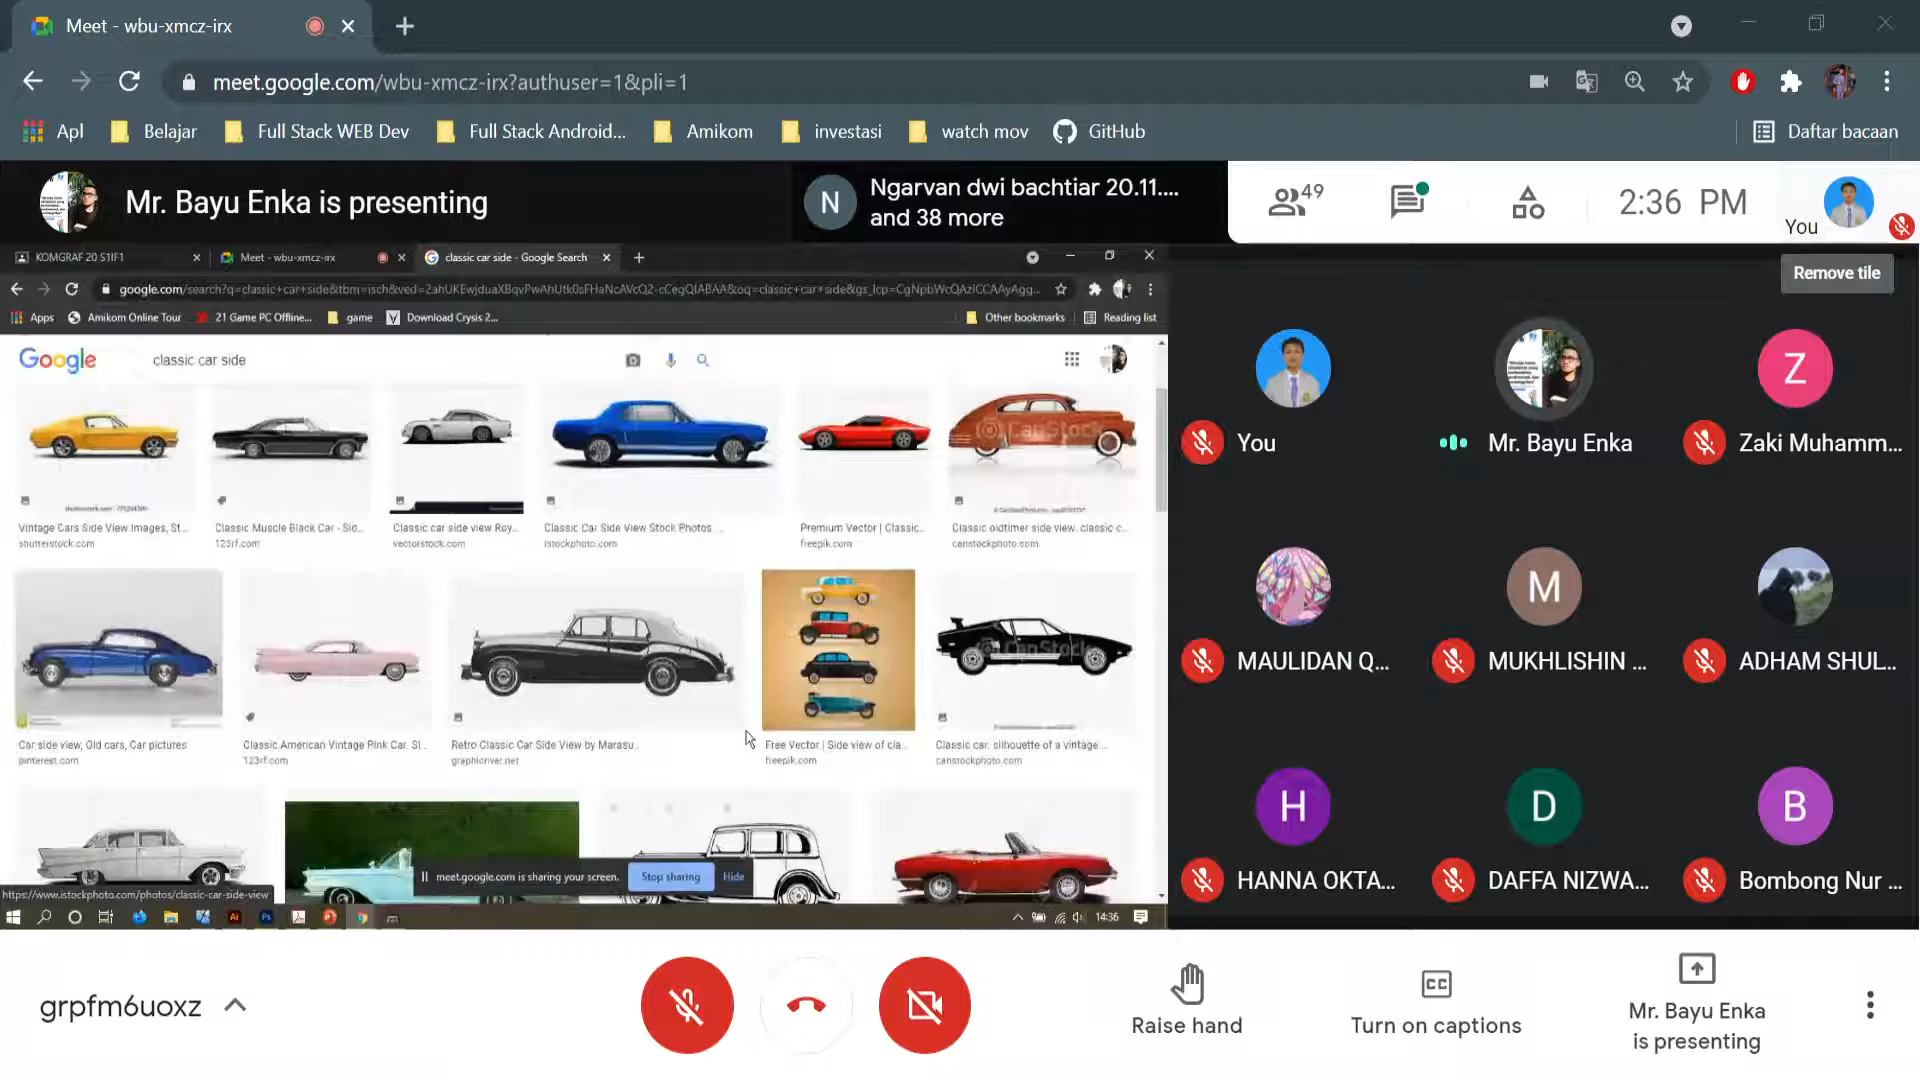 Meet - wbu-xmcz-irx
meet.google.com/wbu-xmcz-irx?authuser=1&pli=1
Apl
Belajar
Full Stack WEB Dev
Full Stack Android...
Amikom
investasi
watch mov
GitHub
Daftar bacaan
Mr. Bayu Enka is presenting
N
Ngarvan dwi bachtiar 20.11....
and 38 more
49
2:36 PM
You
Remove tile
KOMGRAF 20 S1IF1
Meet - wbu-xmcz-irx
classic car side - Google Search
Apps
Amikom Online Tour
21 Game PC Offline...
game
Download Crysis 2...
Other bookmarks
Reading list
Google
classic car side
Vintage Cars Side View Images, St...
shutterstock.com
Classic Muscle Black Car - Sid...
123rf.com
Classic car side view Roy...
vectorstock.com
Classic Car Side View Stock Photos ...
istockphoto.com
Premium Vector | Classic...
freepik.com
Classic oldtimer side view. classic c...
canstockphoto.com
CanStock
Car side view, Old cars, Car pictures
pinterest.com
Classic American Vintage Pink Car. Si...
123rf.com
Retro Classic Car Side View by Marasu...
graphicriver.net
Free Vector | Side view of cla...
freepik.com
Classic car. silhouette of a vintage ...
canstockphoto.com
CanStock
meet.google.com is sharing your screen.
Stop sharing
Hide
https://www.istockphoto.com/photos/classic-car-side-view
14:36
You
Mr. Bayu Enka
Z
Zaki Muhamm...
MAULIDAN Q...
M
MUKHLISHIN ...
ADHAM SHUL...
H
HANNA OKTA...
D
DAFFA NIZWA...
B
Bombong Nur ...
grpfm6uoxz
Raise hand
Turn on captions
Mr. Bayu Enka
is presenting